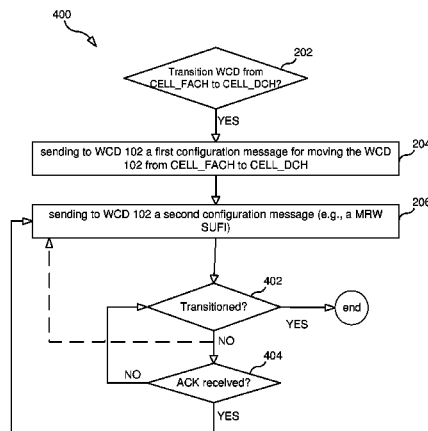 400
202
Transition WCD from
CELL_FACH to CELL_DCH?
YES
204
sending to WCD 102 a first configuration message for moving the WCD
102 from CELL_FACH to CELL_DCH
206
sending to WCD 102 a second configuration message (e.g., a MRW
SUFI)
402
Transitioned?
end
YES
NO
404
NO
ACK received?
YES